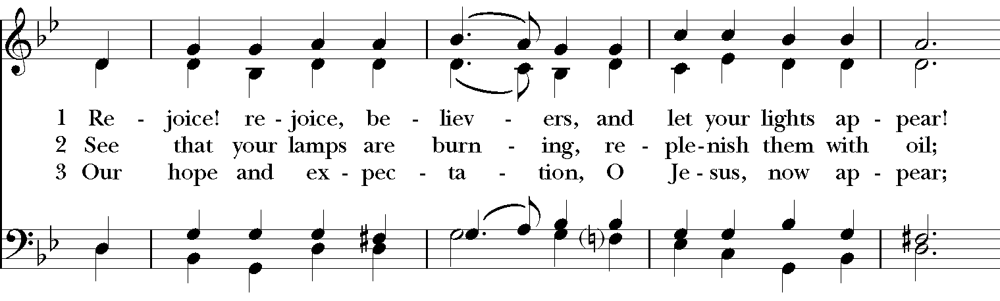 1 Re - joice! re - joice, be - liev - ers, and let your lights ap - pear!
2 See that your lamps are burn - ing, re - ple - nish them with oil;
3 Our hope and ex - pec - ta - tion, O Je - sus, now ap - pear;